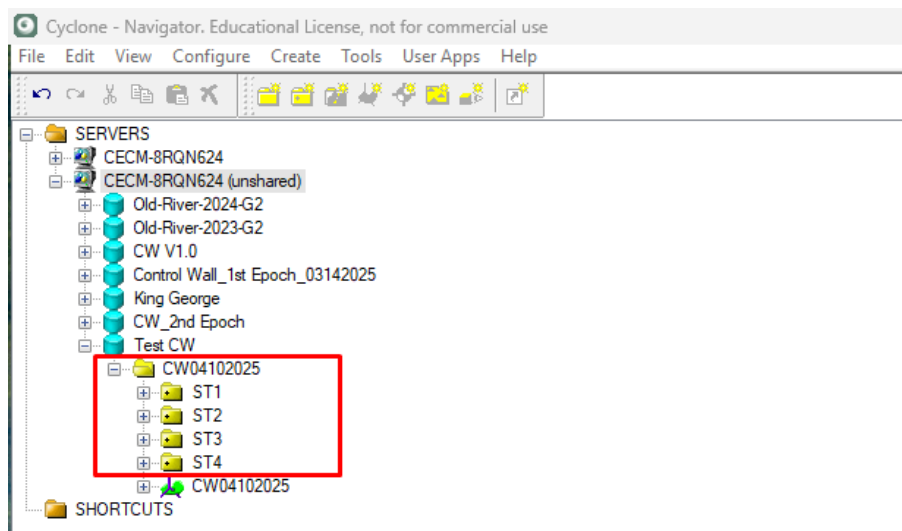 Cyclone - Navigator. Educational License, not for commercial use
File Edit View Configure Create Tools User Apps Help
SERVERS
CECM-8RQN624
CECM-8RQN624 (unshared)
Old-River-2024-G2
Old-River-2023-G2
CW V1.0
Control Wall_1st Epoch_03142025
King George
CW_2nd Epoch
Test CW
CW04102025
ST1
ST2
ST3
ST4
CW04102025
SHORTCUTS